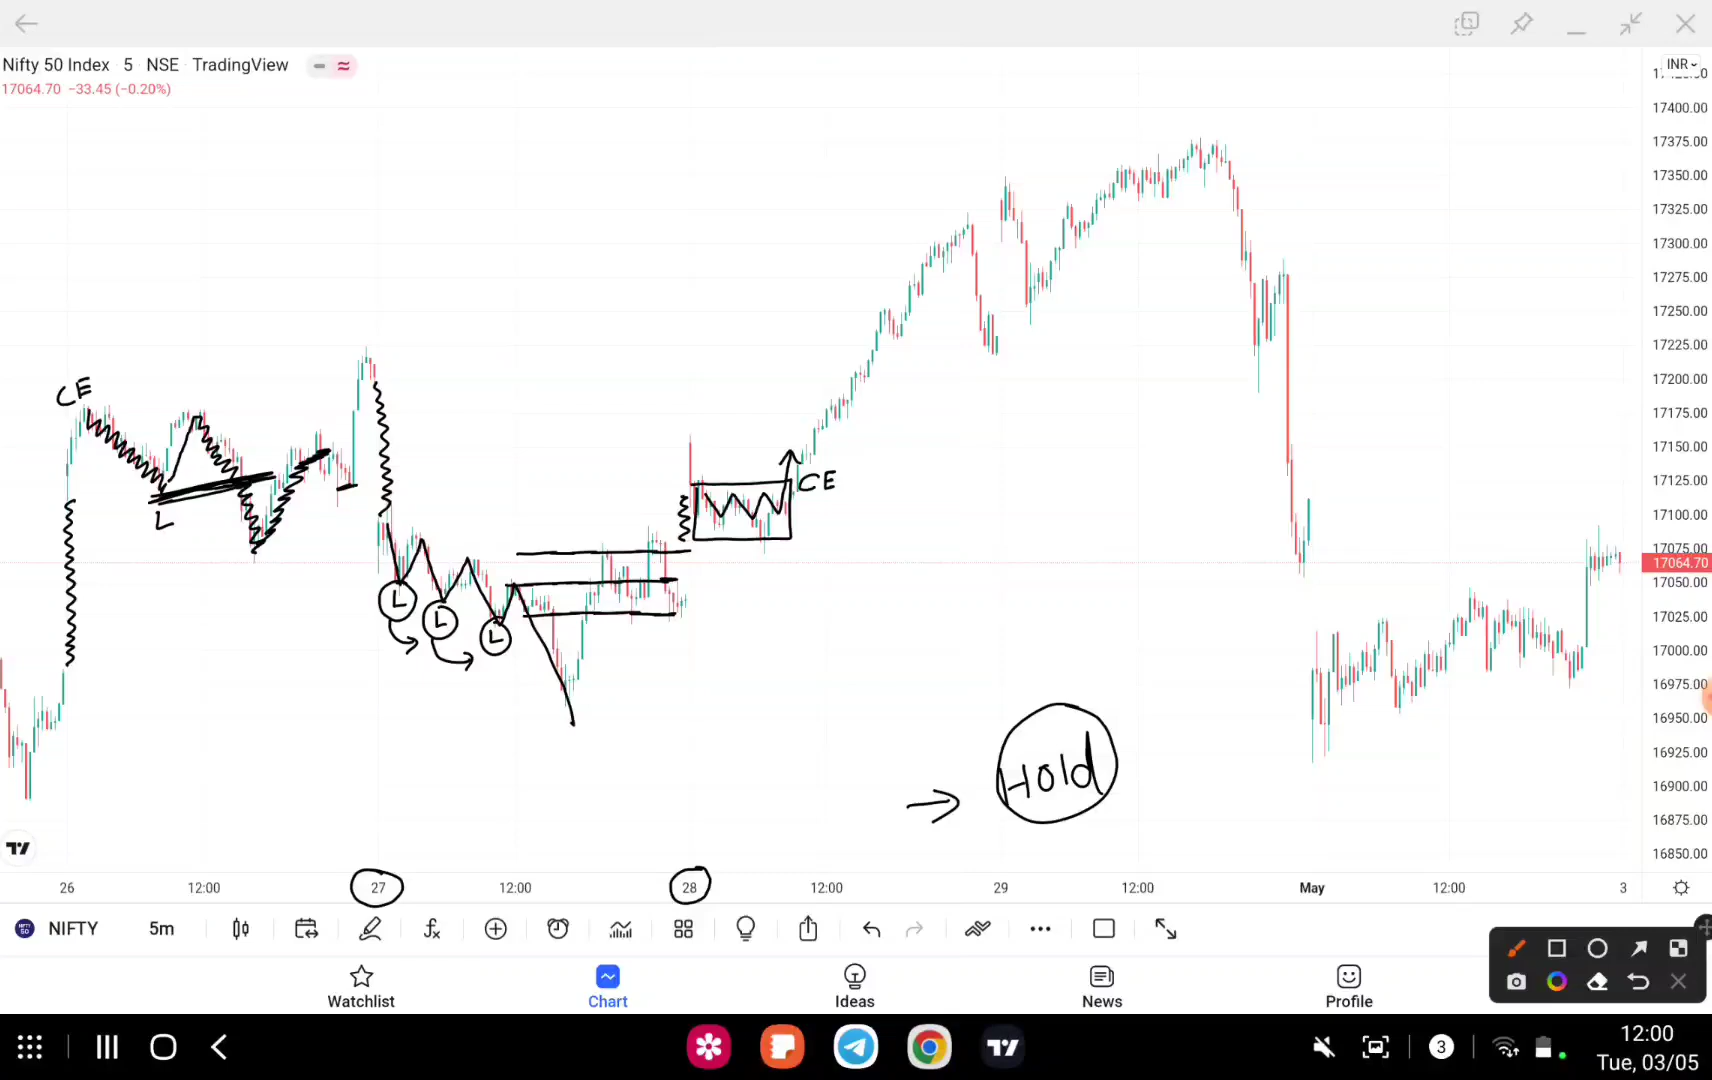 Nifty 50 Index 5 NSE TradingView
17064.70 −33.45 (−0.20%)
INR
17400.00
17375.00
17350.00
17325.00
17300.00
17275.00
17250.00
17225.00
17200.00
17175.00
17150.00
17125.00
17100.00
17075.00
17064.70
17050.00
17025.00
17000.00
16975.00
16950.00
16925.00
16900.00
16875.00
16850.00
CE
L
CE
L
L
L
Hold
26 12:00 27 12:00 28 12:00 29 12:00 May 12:00 3
NIFTY 5m
Watchlist Chart Ideas News Profile
3
12:00
Tue, 03/05